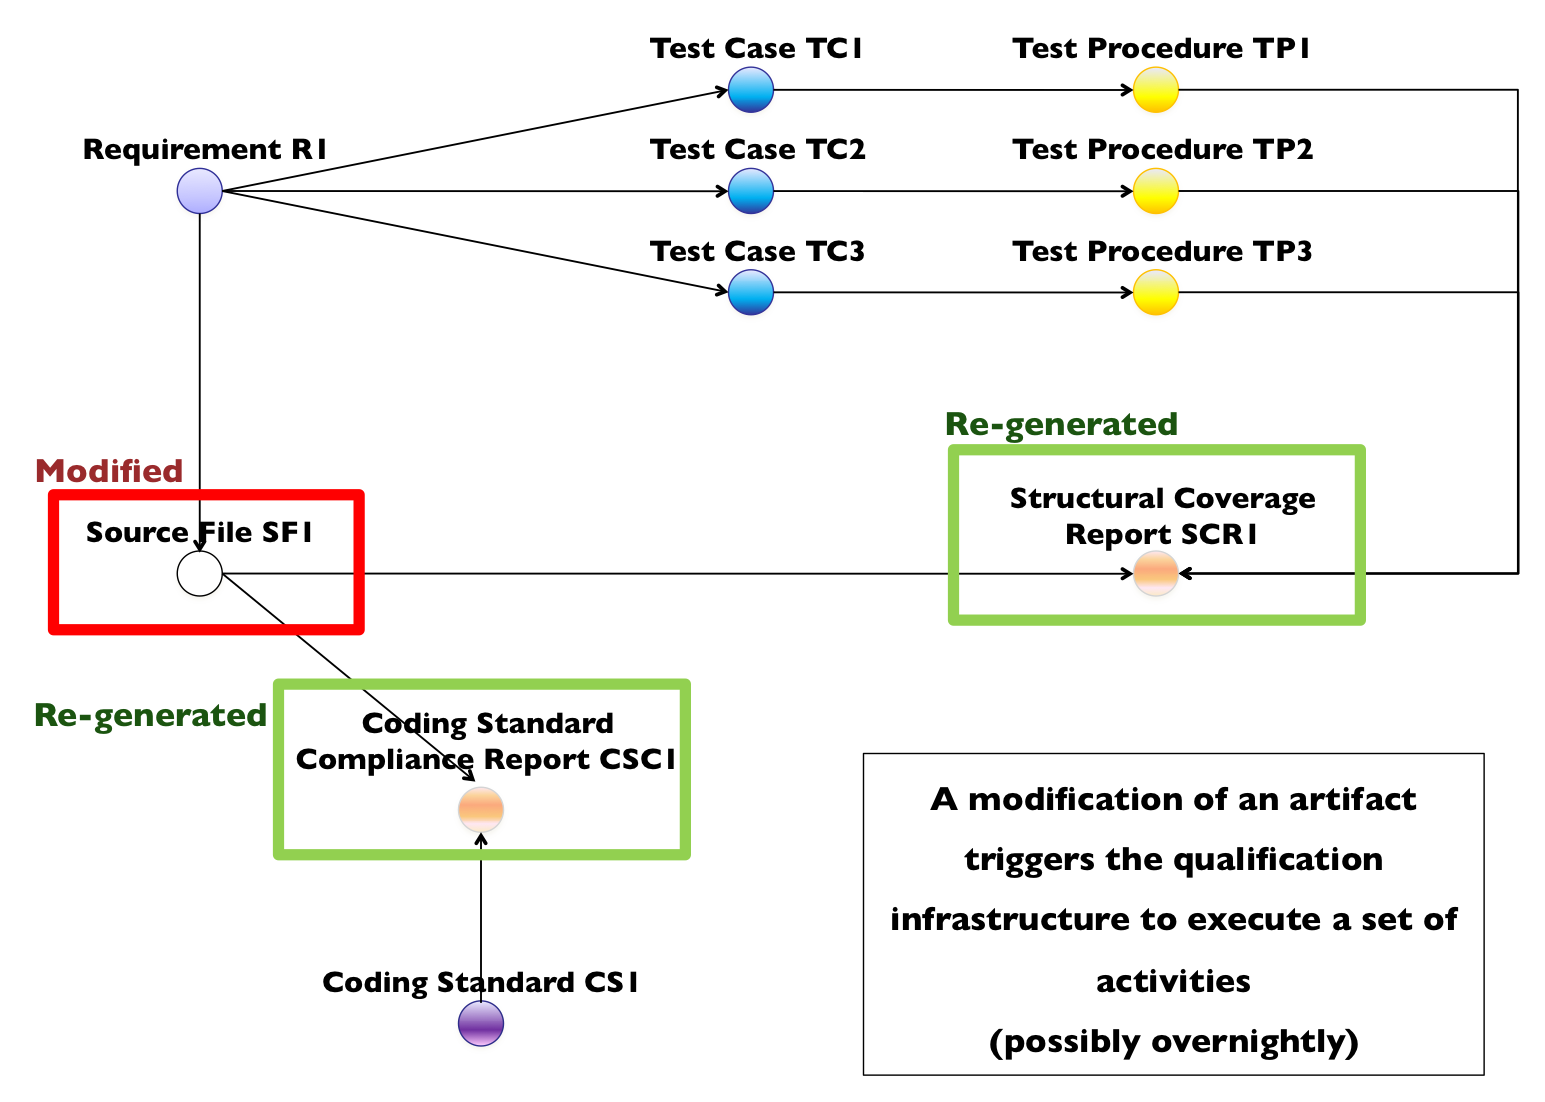 Test Case TC1
Test Procedure TP1
Requirement R1
Test Case TC2
Test Procedure TP2
Test Case TC3
Test Procedure TP3
Re-generated
Modified
Structural Coverage
Report SCR1
Source File SF1
Re-generated
Coding Standard
Compliance Report CSC1
A modification of an artifact
triggers the qualification
infrastructure to execute a set of
activities
(possibly overnightly)
Coding Standard CS1